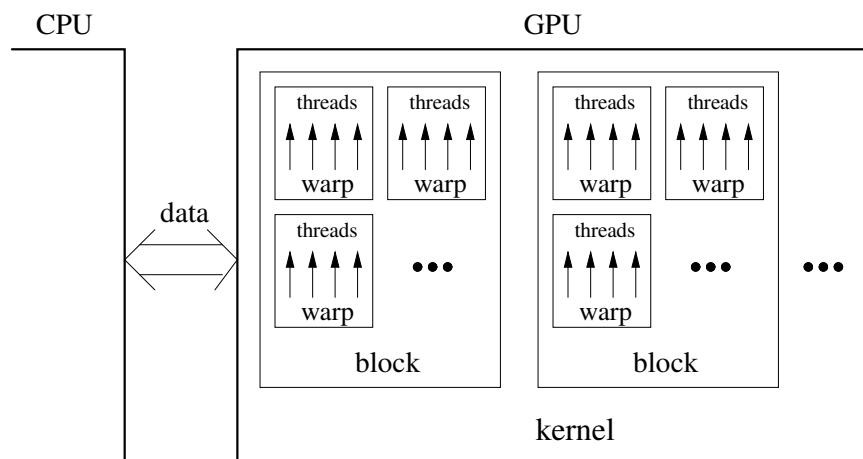 CPU
GPU
data
threads
warp
threads
warp
threads
warp
block
threads
warp
threads
warp
threads
warp
block
kernel